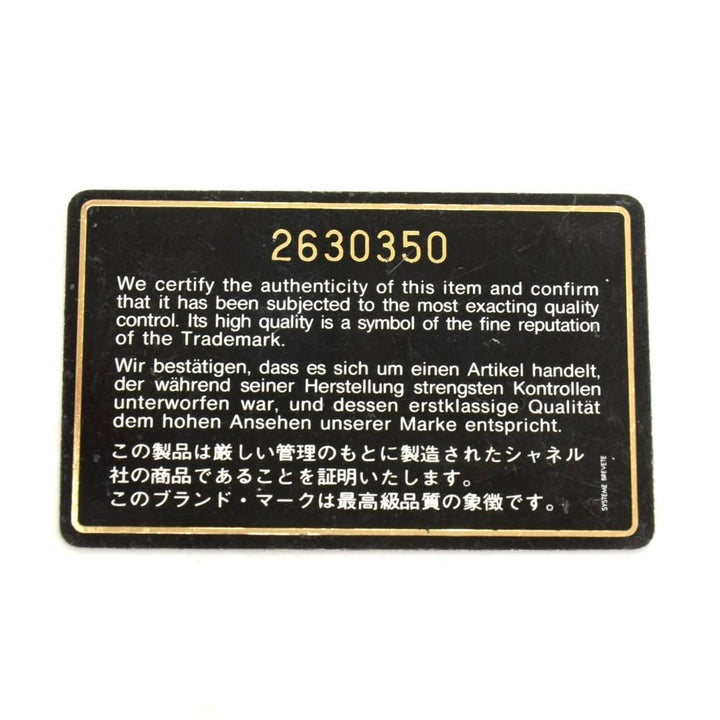 2630350
We certify the authenticity of this item and confirm
that it has been subjected to the most exacting quality
control. Its high quality is a symbol of the fine reputation
of the Trademark.
Wir bestätigen, dass es sich um einen Artikel handelt,
der während seiner Herstellung strengsten Kontrollen
unterworfen war, und dessen erstklassige Qualität
dem hohen Ansehen unserer Marke entspricht.
この製品は厳しい管理のもとに製造されたシャネル
社の商品であることを証明いたします。
このブランド・マークは最高級品質の象徴です。
SYSTEME BREVETE